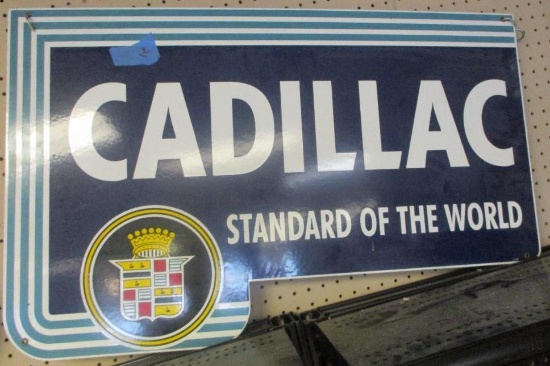 CADILLAC
STANDARD OF THE WORLD